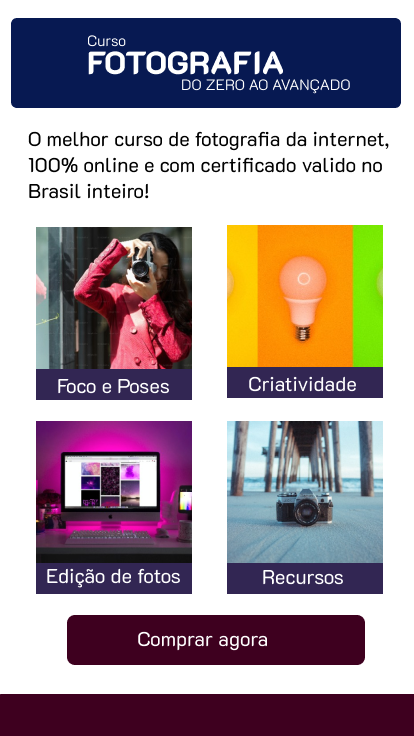 Curso
FOTOGRAFIA
DO ZERO AO AVANÇADO
O melhor curso de fotografia da internet,
100% online e com certificado valido no
Brasil inteiro!
Foco e Poses
Criatividade
Edição de fotos
Recursos
Comprar agora